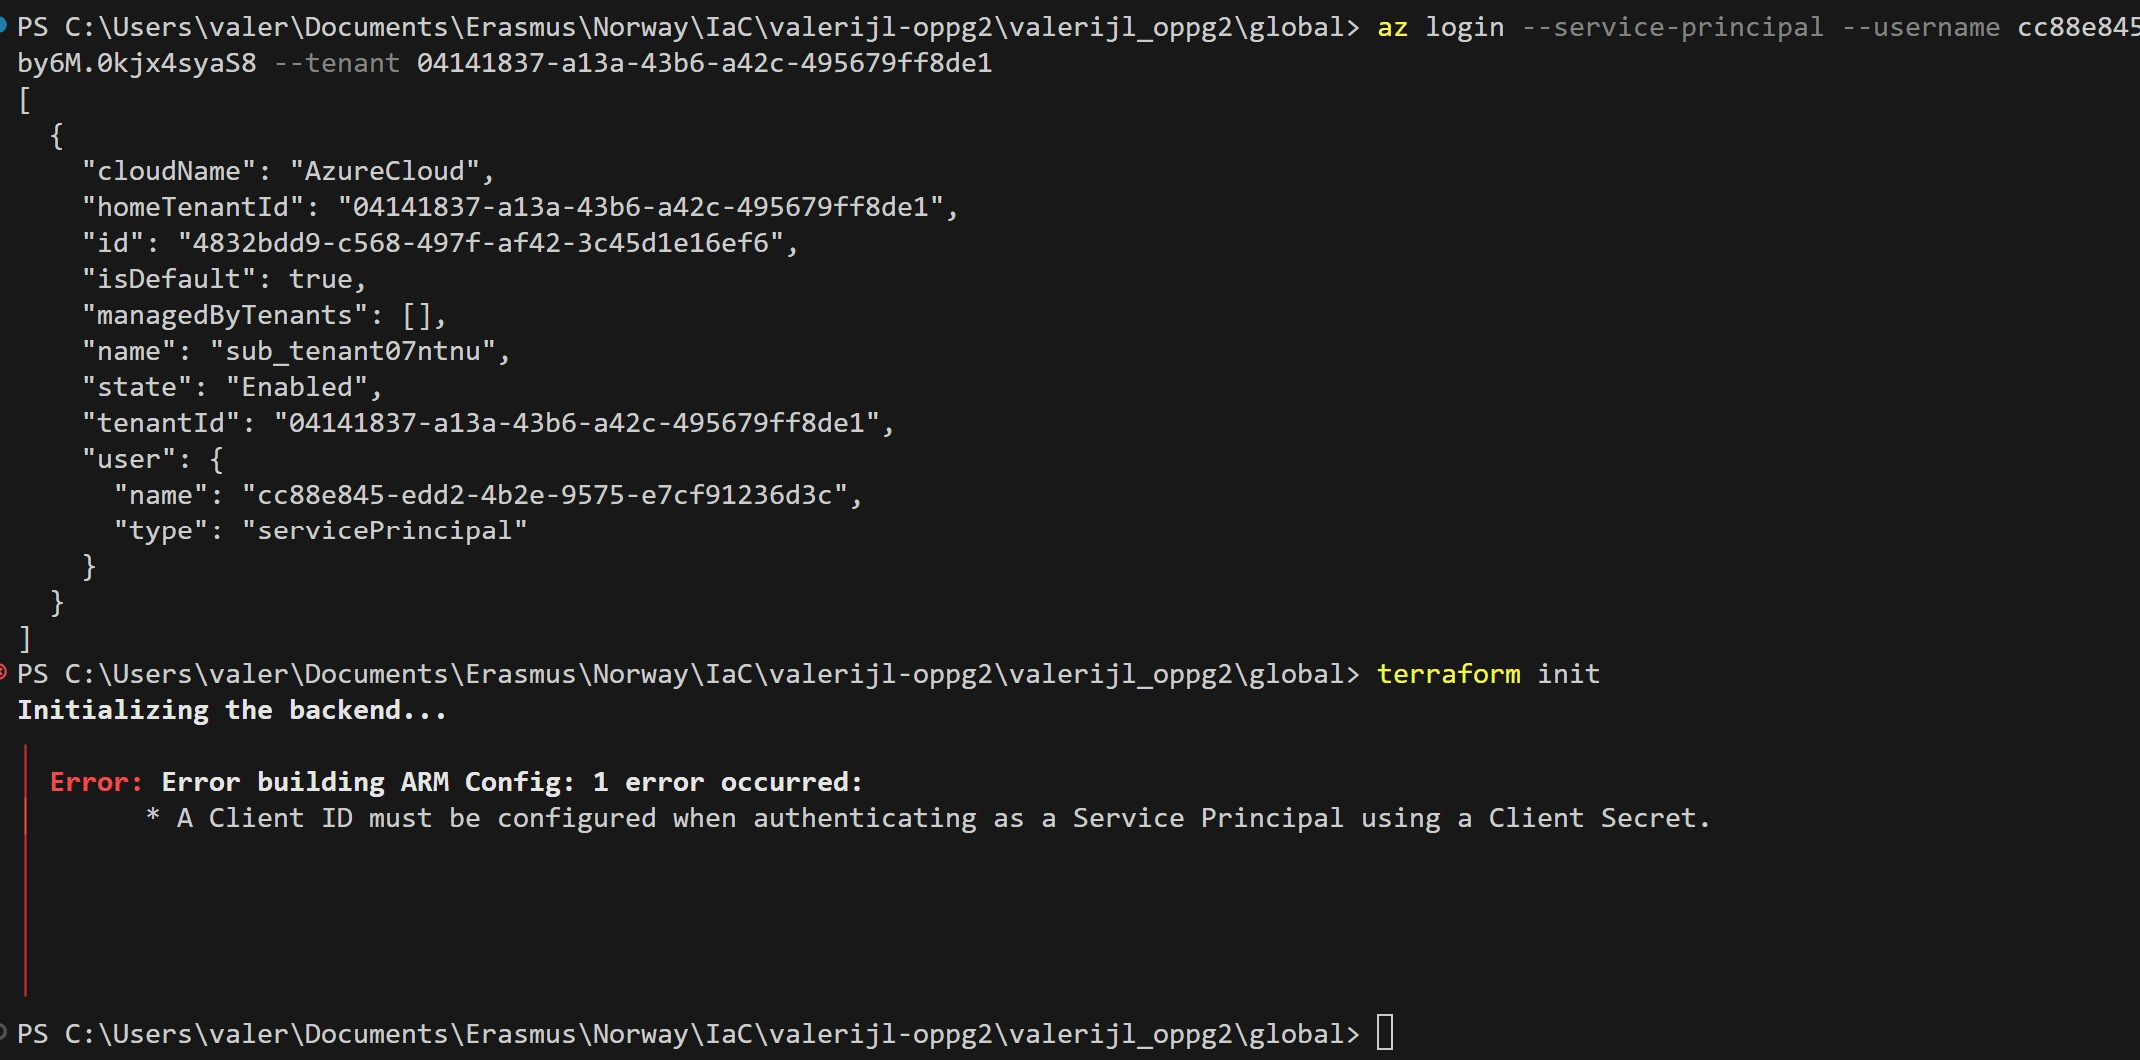 PS C:\Users\valer\Documents\Erasmus\Norway\IaC\valerijl-oppg2\valerijl_oppg2\global> az login --service-principal --username cc88e845
by6M.0kjx4syaS8 --tenant 04141837-a13a-43b6-a42c-495679ff8de1
[
{
"cloudName": "AzureCloud",
"homeTenantId": "04141837-a13a-43b6-a42c-495679ff8de1",
"id": "4832bdd9-c568-497f-af42-3c45d1e16ef6",
"isDefault": true,
"managedByTenants": [],
"name": "sub_tenant07ntnu",
"state": "Enabled",
"tenantId": "04141837-a13a-43b6-a42c-495679ff8de1",
"user": {
"name": "cc88e845-edd2-4b2e-9575-e7cf91236d3c",
"type": "servicePrincipal"
}
}
]
PS C:\Users\valer\Documents\Erasmus\Norway\IaC\valerijl-oppg2\valerijl_oppg2\global> terraform init
Initializing the backend...
Error: Error building ARM Config: 1 error occurred:
* A Client ID must be configured when authenticating as a Service Principal using a Client Secret.
PS C:\Users\valer\Documents\Erasmus\Norway\IaC\valerijl-oppg2\valerijl_oppg2\global>